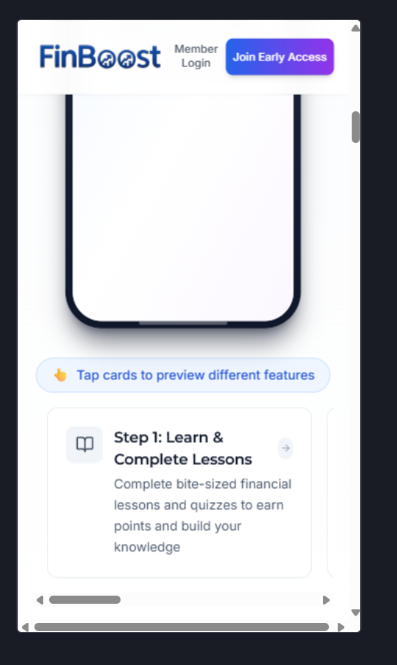 FinBoost
Member
Login
Join Early Access
👆 Tap cards to preview different features
Step 1: Learn &
Complete Lessons
→
Complete bite-sized financial
lessons and quizzes to earn
points and build your
knowledge